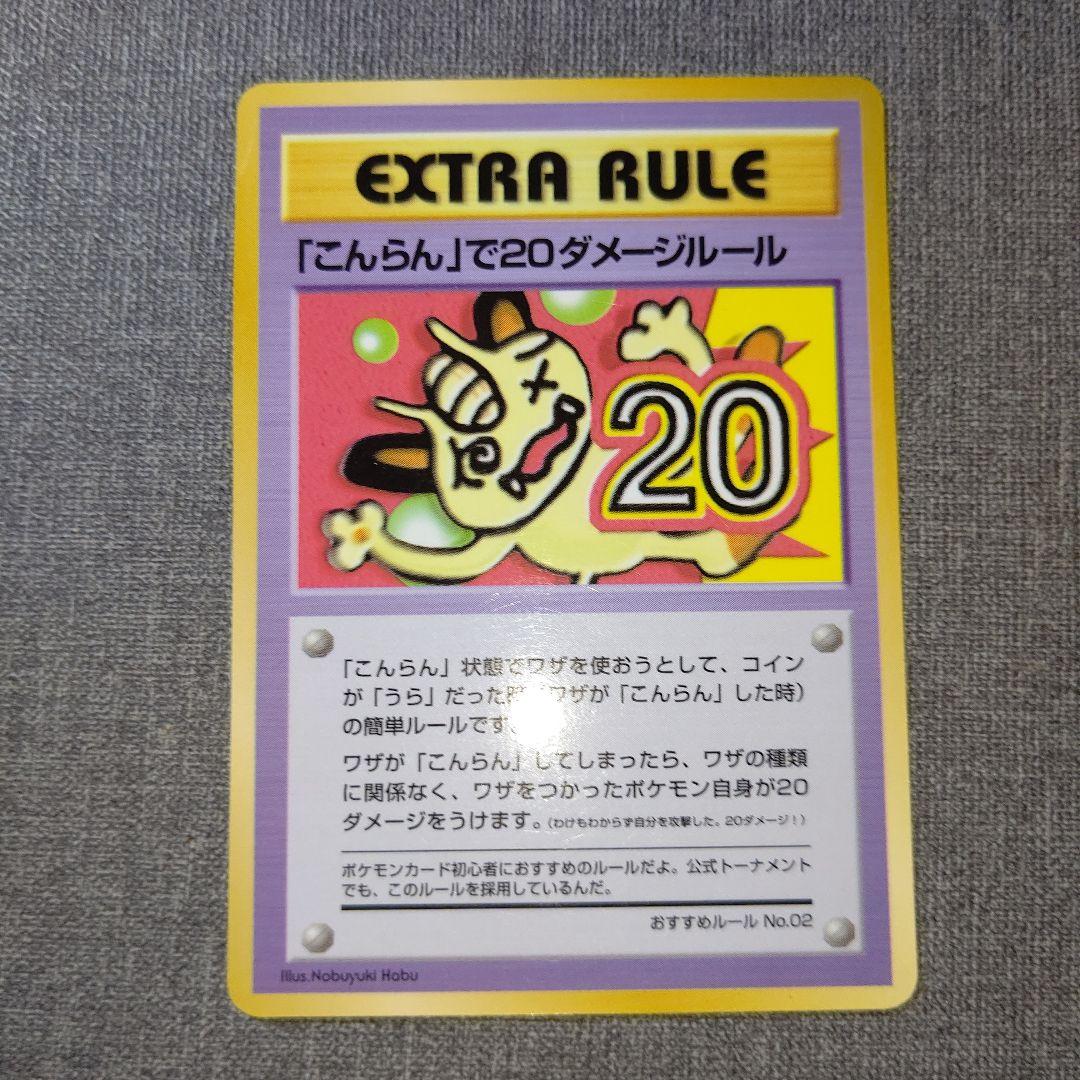 EXTRA RULE
「こんらん」で20ダメージルール
20
「こんらん」状態でワザを使おうとして、コイン
が「うら」だった時(ワザが「こんらん」した時)
の簡単ルールです。
ワザが「こんらん」してしまったら、ワザの種類
に関係なく、ワザをつかったポケモン自身が20
ダメージをうけます。(わけもわからず自分を攻撃した。20ダメージ!)
ポケモンカード初心者におすすめのルールだよ。公式トーナメント
でも、このルールを採用しているんだ。
おすすめルール No.02
Illus.Nobuyuki Habu